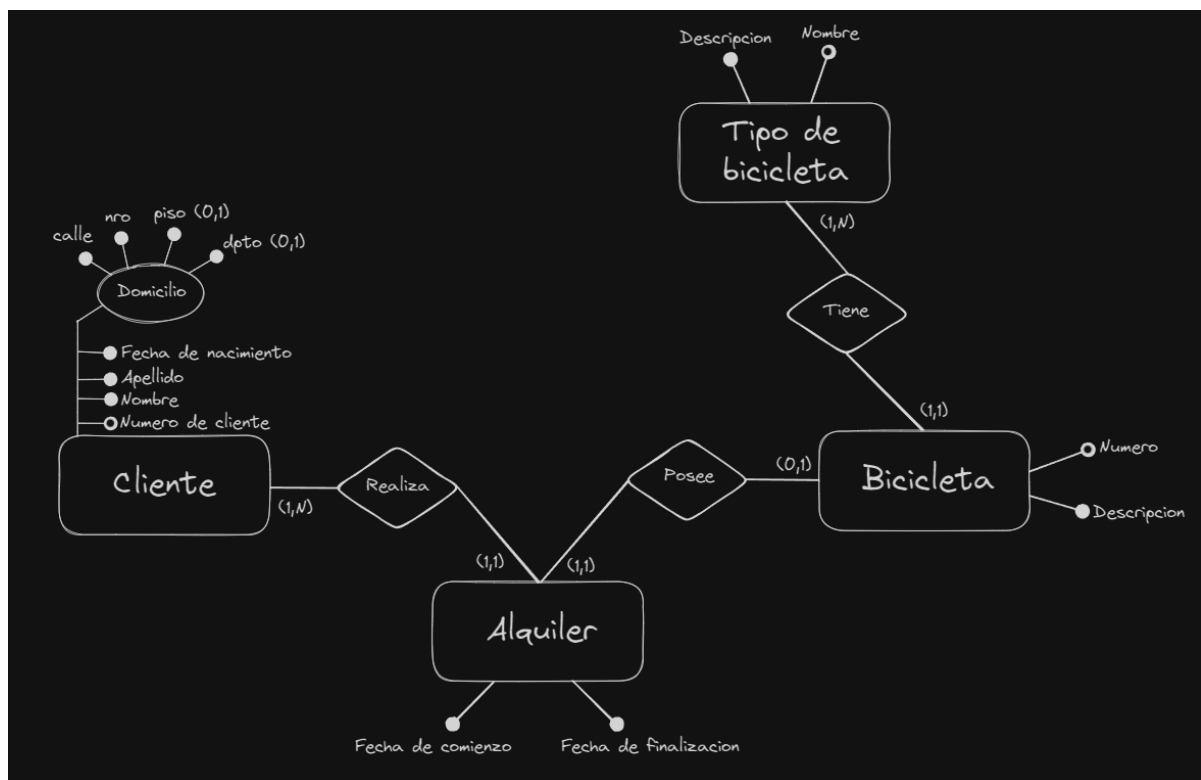 Descripcion
Nombre
Tipo de
bicicleta
(1,N)
Tiene
(1,1)
calle
nro
piso (0,1)
dpto (0,1)
Domicilio
Fecha de nacimiento
Apellido
Nombre
Numero de cliente
Cliente
(1,N)
Realiza
(1,1)
Posee
(0,1)
(1,1)
Bicicleta
Numero
Descripcion
Alquiler
Fecha de comienzo
Fecha de finalizacion